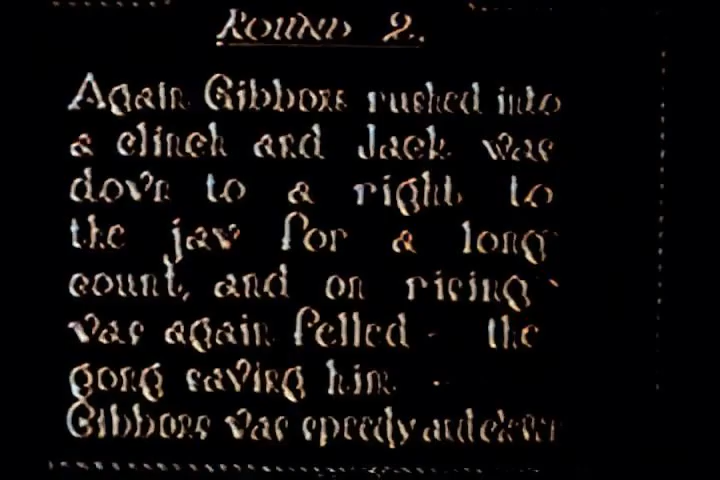 ROUND 2.
Again Gibbons rushed into
a clinch and Jack was
down to a right to
the jaw for a long
count, and on rising
was again felled - the
gong saving him -
Gibbons was speedy and clever